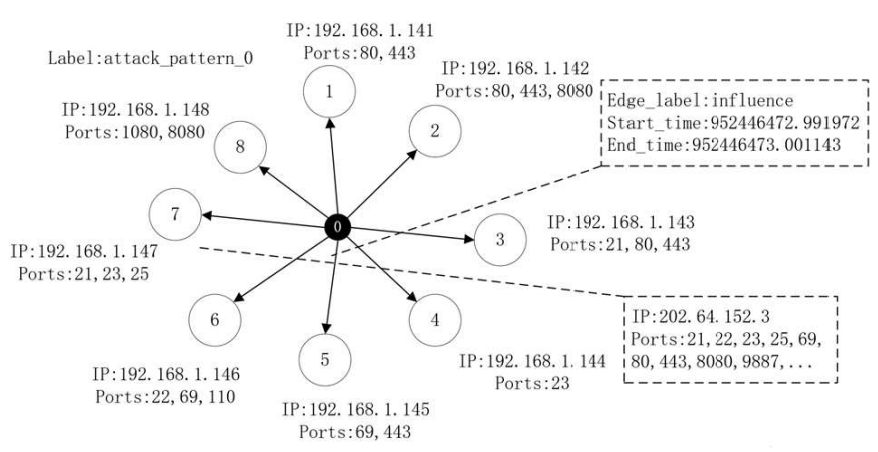 IP:192.168.1.141
Ports:80,443
Label:attack_pattern_0
IP:192.168.1.142
Ports:80,443,8080
Edge_label:influence
Start_time:952446472.991972
End_time:952446473.001143
IP:192.168.1.148
Ports:1080,8080
1
2
8
7
0
3
IP:192.168.1.143
Ports:21,80,443
IP:192.168.1.147
Ports:21,23,25
6
5
4
IP:202.64.152.3
Ports:21,22,23,25,69,
80,443,8080,9887,...
IP:192.168.1.144
Ports:23
IP:192.168.1.146
Ports:22,69,110
IP:192.168.1.145
Ports:69,443